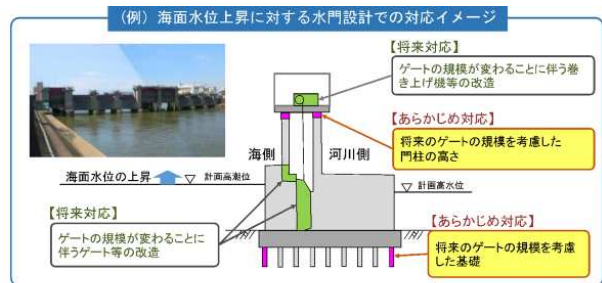 （例）海面水位上昇に対する水門設計での対応イメージ
【将来対応】
ゲートの規模が変わることに伴う巻
き上げ機等の改造
【あらかじめ対応】
将来のゲートの規模を考慮した
門柱の高さ
海側
河川側
海面水位の上昇
計画高潮位
計画高水位
【将来対応】
ゲートの規模が変わることに
伴うゲート等の改造
【あらかじめ対応】
将来のゲートの規模を考慮
した基礎